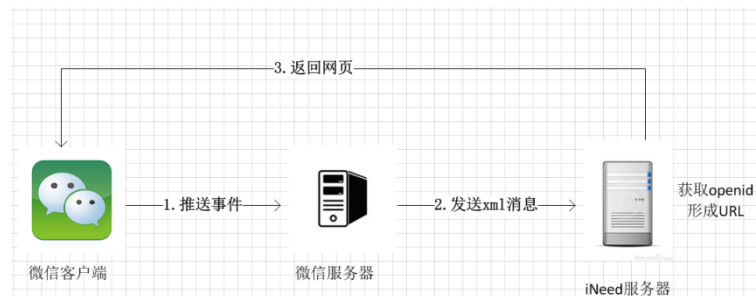 3.返回网页
1.推送事件
2.发送xml消息
获取openid
形成URL
微信客户端
微信服务器
iNeed服务器